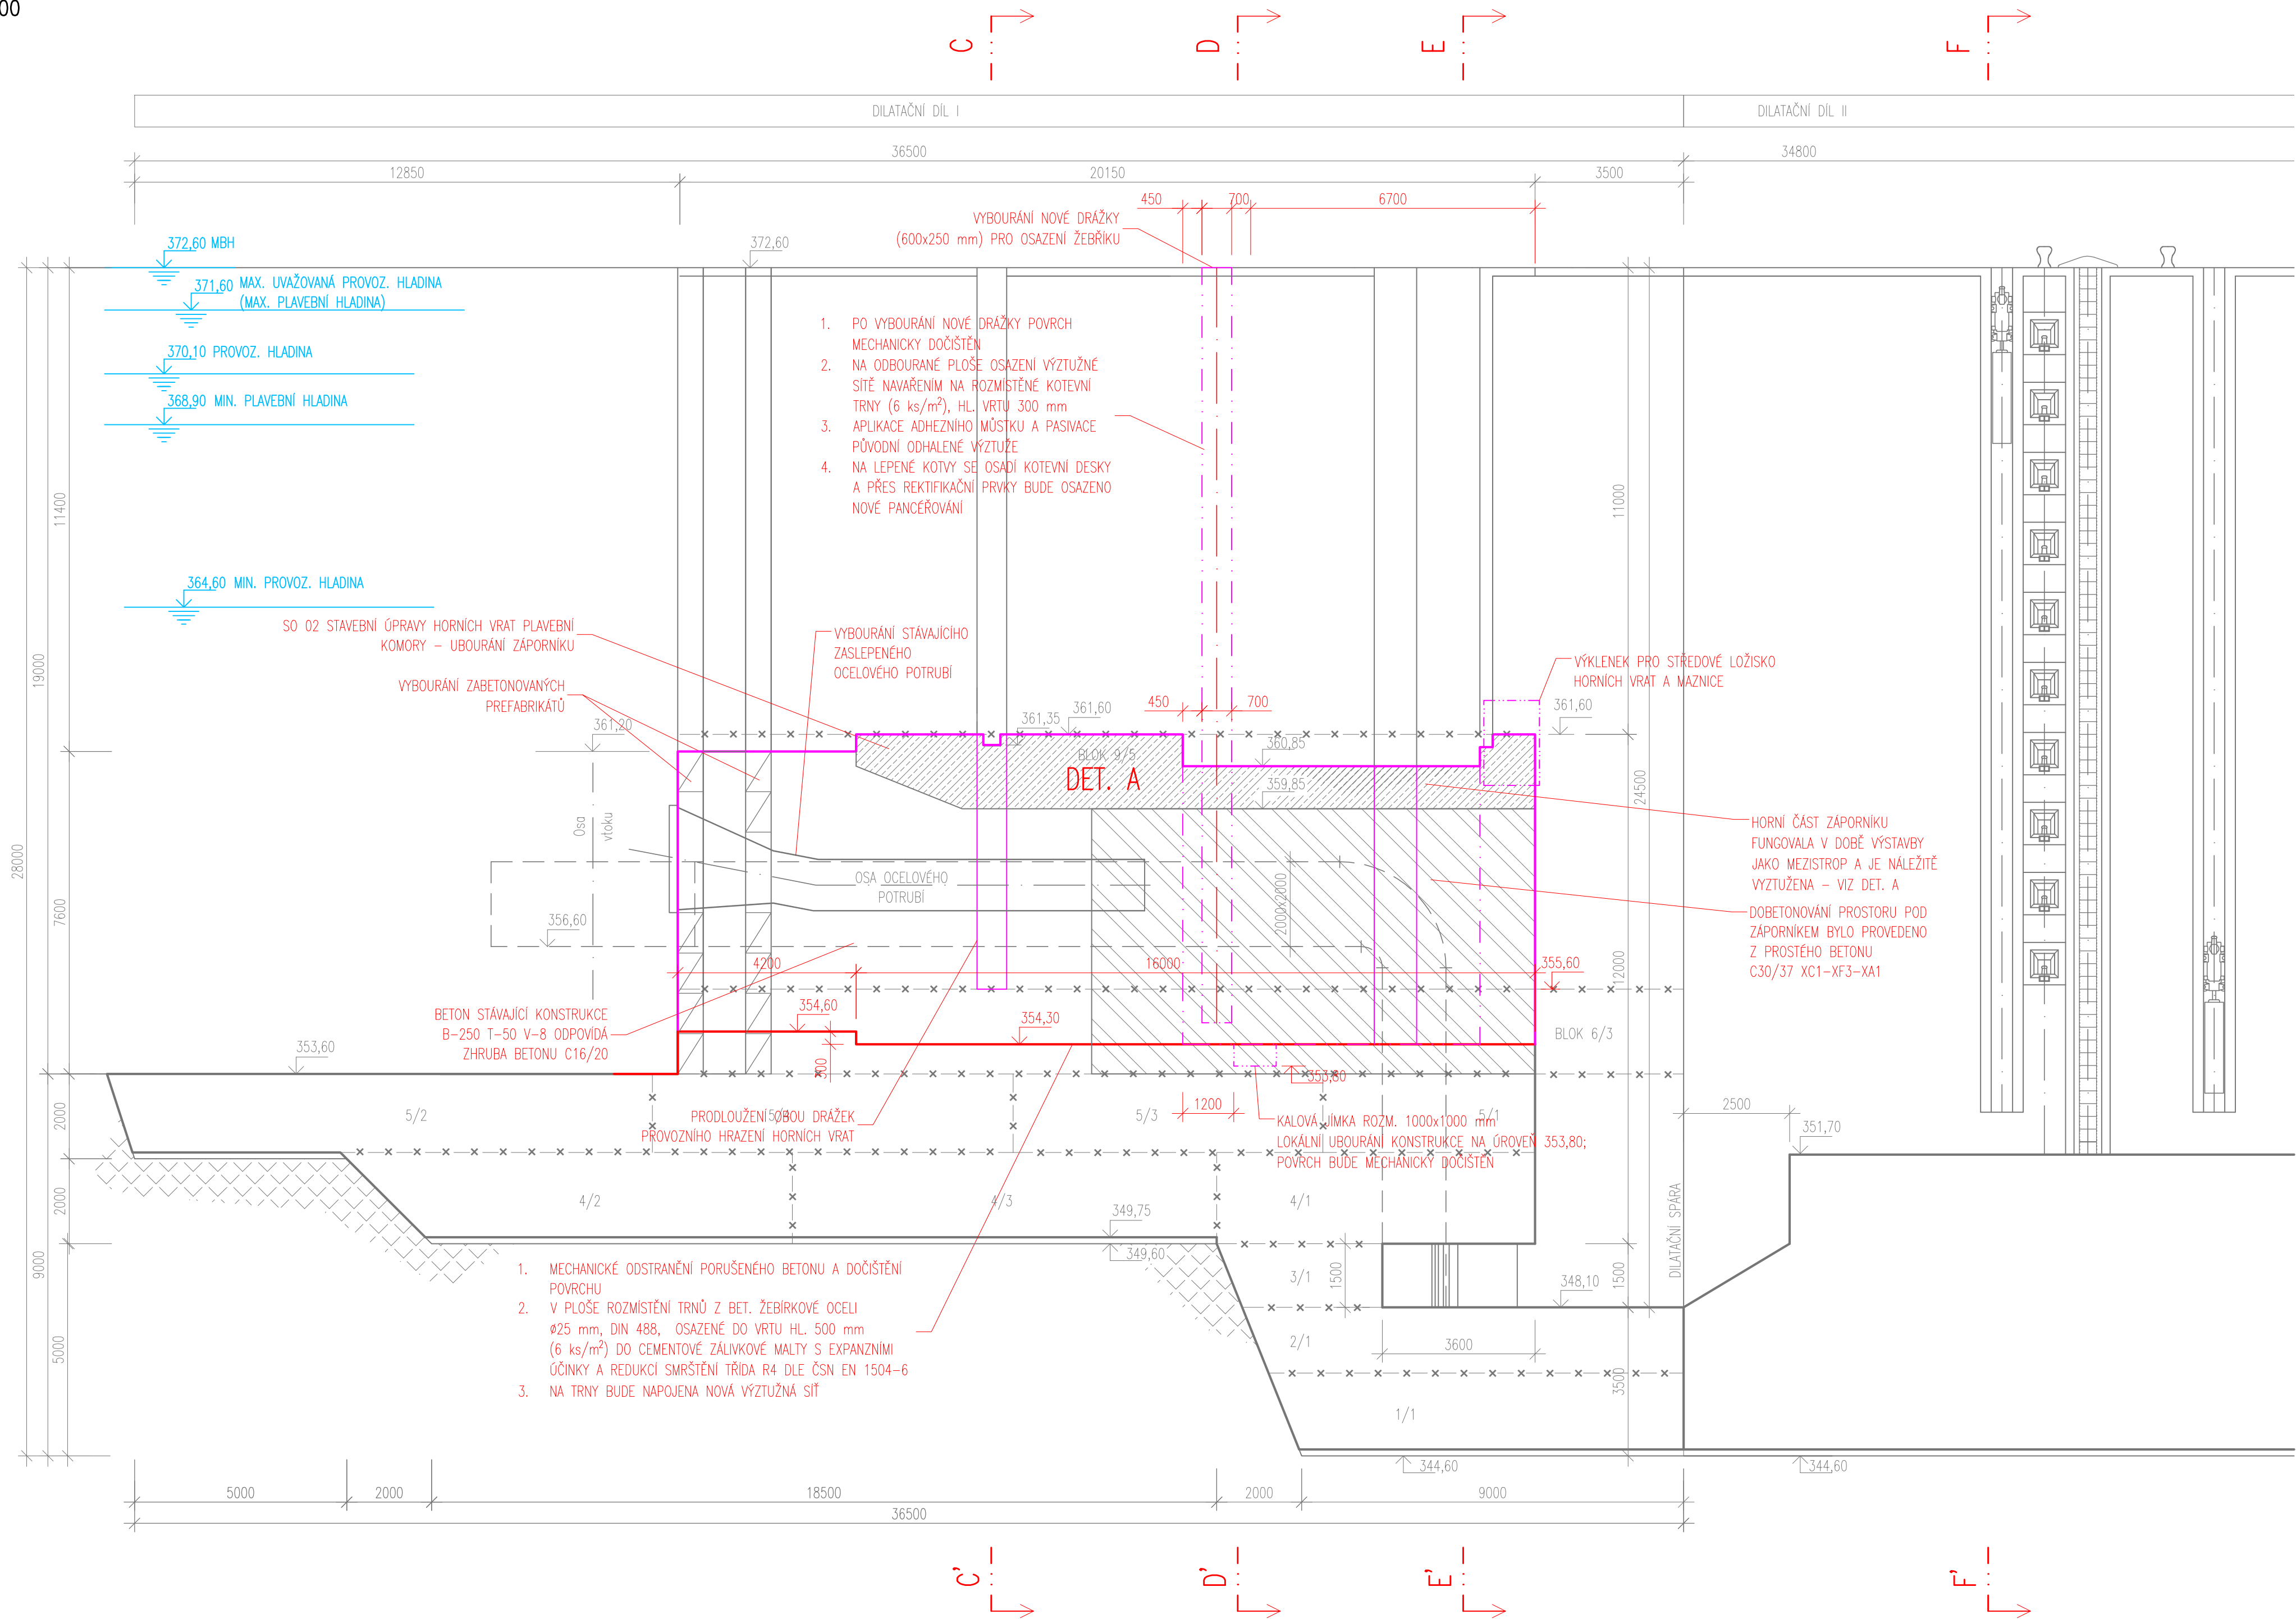 00
C
D
E
F
DILATAČNÍ DÍL I
DILATAČNÍ DÍL II
36500
34800
12850
20150
3500
450
700
6700
VYBOURÁNÍ NOVÉ DRÁŽKY
(600x250 mm) PRO OSAZENÍ ŽEBŘÍKU
372,60 MBH
372,60
371,60 MAX. UVAŽOVANÁ PROVOZ. HLADINA
(MAX. PLAVEBNÍ HLADINA)
370,10 PROVOZ. HLADINA
368,90 MIN. PLAVEBNÍ HLADINA
364,60 MIN. PROVOZ. HLADINA
1. PO VYBOURÁNÍ NOVÉ DRÁŽKY POVRCH
MECHANICKY DOČIŠTĚN
2. NA ODBOURANÉ PLOŠE OSAZENÍ VÝZTUŽNÉ
SÍTĚ NAVAŘENÍM NA ROZMÍSTĚNÉ KOTEVNÍ
TRNY (6 ks/m²), HL. VRTU 300 mm
3. APLIKACE ADHEZNÍHO MŮSTKU A PASIVACE
PŮVODNÍ ODHALENÉ VÝZTUŽE
4. NA LEPENÉ KOTVY SE OSADÍ KOTEVNÍ DESKY
A PŘES REKTIFIKAČNÍ PRVKY BUDE OSAZENO
NOVÉ PANCÉŘOVÁNÍ
11400
11000
19000
28000
7600
24500
12000
SO 02 STAVEBNÍ ÚPRAVY HORNÍCH VRAT PLAVEBNÍ
KOMORY – UBOURÁNÍ ZÁPORNÍKU
VYBOURÁNÍ ZABETONOVANÝCH
PREFABRIKÁTŮ
VYBOURÁNÍ STÁVAJÍCÍHO
ZASLEPENÉHO
OCELOVÉHO POTRUBÍ
VÝKLENEK PRO STŘEDOVÉ LOŽISKO
HORNÍCH VRAT A MAZNICE
450
700
361,20
361,35
361,60
361,60
360,85
359,85
BLOK 9/5
DET. A
Osa
vtoku
OSA OCELOVÉHO
POTRUBÍ
2000x2000
HORNÍ ČÁST ZÁPORNÍKU
FUNGOVALA V DOBĚ VÝSTAVBY
JAKO MEZISTROP A JE NÁLEŽITĚ
VYZTUŽENA – VIZ DET. A
DOBETONOVÁNÍ PROSTORU POD
ZÁPORNÍKEM BYLO PROVEDENO
Z PROSTÉHO BETONU
C30/37 XC1–XF3–XA1
356,60
4200
16000
355,60
BETON STÁVAJÍCÍ KONSTRUKCE
B–250 T–50 V–8 ODPOVÍDÁ
ZHRUBA BETONU C16/20
354,60
354,30
300
353,60
BLOK 6/3
1200
5/2
5/3
5/1
PRODLOUŽENÍ OBOU DRÁŽEK
PROVOZNÍHO HRAZENÍ HORNÍCH VRAT
KALOVÁ JÍMKA ROZM. 1000x1000 mm
LOKÁLNÍ UBOURÁNÍ KONSTRUKCE NA ÚROVEŇ 353,80;
POVRCH BUDE MECHANICKY DOČIŠTĚN
2500
351,70
2000
2000
9000
5000
4/2
4/3
4/1
349,75
349,60
3/1
1500
348,10
1500
2/1
3600
3500
1/1
DILATAČNÍ SPÁRA
1. MECHANICKÉ ODSTRANĚNÍ PORUŠENÉHO BETONU A DOČIŠTĚNÍ
POVRCHU
2. V PLOŠE ROZMÍSTĚNÍ TRNŮ Z BET. ŽEBÍRKOVÉ OCELI
ø25 mm, DIN 488, OSAZENÉ DO VRTU HL. 500 mm
(6 ks/m²) DO CEMENTOVÉ ZÁLIVKOVÉ MALTY S EXPANZNÍMI
ÚČINKY A REDUKCÍ SMRŠTĚNÍ TŘÍDA R4 DLE ČSN EN 1504–6
3. NA TRNY BUDE NAPOJENA NOVÁ VÝZTUŽNÁ SÍŤ
344,60
344,60
5000
2000
18500
2000
9000
36500
C'
D'
E'
F'